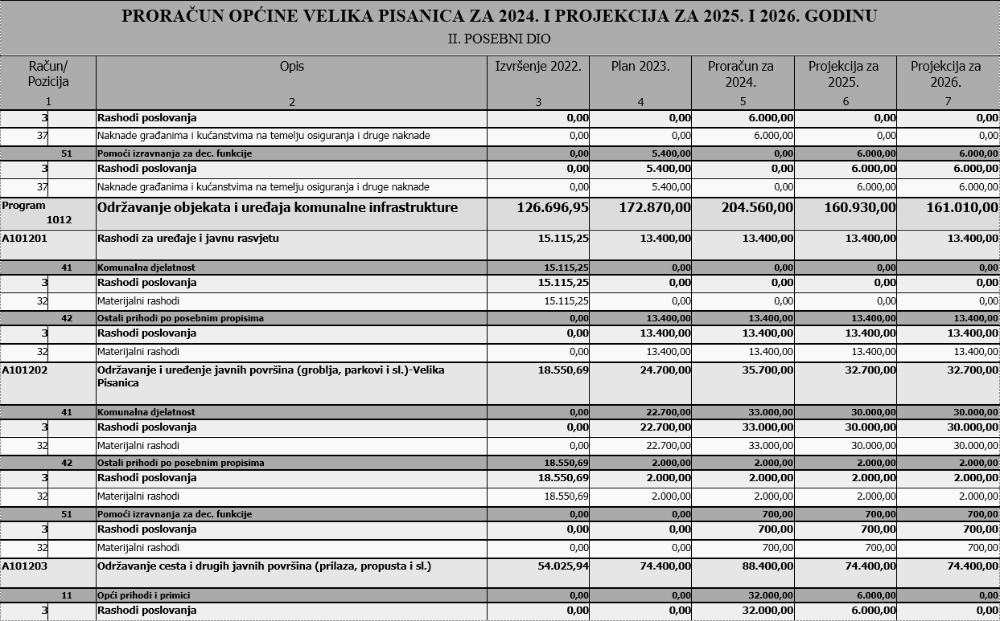 PRORAČUN OPĆINE VELIKA PISANICA ZA 2024. I PROJEKCIJA ZA 2025. I 2026. GODINU
II. POSEBNI DIO
Račun/ Pozicija Opis Izvršenje 2022. Plan 2023. Proračun za 2024. Projekcija za 2025. Projekcija za 2026.
1 2 3 4 5 6 7
3 Rashodi poslovanja 0,00 0,00 6.000,00 0,00 0,00
37 Naknade građanima i kućanstvima na temelju osiguranja i druge naknade 0,00 0,00 6.000,00 0,00 0,00
51 Pomoći izravnanja za dec. funkcije 0,00 5.400,00 0,00 6.000,00 6.000,00
3 Rashodi poslovanja 0,00 5.400,00 0,00 6.000,00 6.000,00
37 Naknade građanima i kućanstvima na temelju osiguranja i druge naknade 0,00 5.400,00 0,00 6.000,00 6.000,00
Program 1012 Održavanje objekata i uređaja komunalne infrastrukture 126.696,95 172.870,00 204.560,00 160.930,00 161.010,00
A101201 Rashodi za uređaje i javnu rasvjetu 15.115,25 13.400,00 13.400,00 13.400,00 13.400,00
41 Komunalna djelatnost 15.115,25 0,00 0,00 0,00 0,00
3 Rashodi poslovanja 15.115,25 0,00 0,00 0,00 0,00
32 Materijalni rashodi 15.115,25 0,00 0,00 0,00 0,00
42 Ostali prihodi po posebnim propisima 0,00 13.400,00 13.400,00 13.400,00 13.400,00
3 Rashodi poslovanja 0,00 13.400,00 13.400,00 13.400,00 13.400,00
32 Materijalni rashodi 0,00 13.400,00 13.400,00 13.400,00 13.400,00
A101202 Održavanje i uređenje javnih površina (groblja, parkovi i sl.)-Velika 18.550,69 24.700,00 35.700,00 32.700,00 32.700,00
Pisanica
41 Komunalna djelatnost 0,00 22.700,00 33.000,00 30.000,00 30.000,00
3 Rashodi poslovanja 0,00 22.700,00 33.000,00 30.000,00 30.000,00
32 Materijalni rashodi 0,00 22.700,00 33.000,00 30.000,00 30.000,00
42 Ostali prihodi po posebnim propisima 18.550,69 2.000,00 2.000,00 2.000,00 2.000,00
3 Rashodi poslovanja 18.550,69 2.000,00 2.000,00 2.000,00 2.000,00
32 Materijalni rashodi 18.550,69 2.000,00 2.000,00 2.000,00 2.000,00
51 Pomoći izravnanja za dec. funkcije 0,00 0,00 700,00 700,00 700,00
3 Rashodi poslovanja 0,00 0,00 700,00 700,00 700,00
32 Materijalni rashodi 0,00 0,00 700,00 700,00 700,00
A101203 Održavanje cesta i drugih javnih površina (prilaza, propusta i sl.) 54.025,94 74.400,00 88.400,00 74.400,00 74.400,00
11 Opći prihodi i primici 0,00 0,00 32.000,00 6.000,00 0,00
3 Rashodi poslovanja 0,00 0,00 32.000,00 6.000,00 0,00